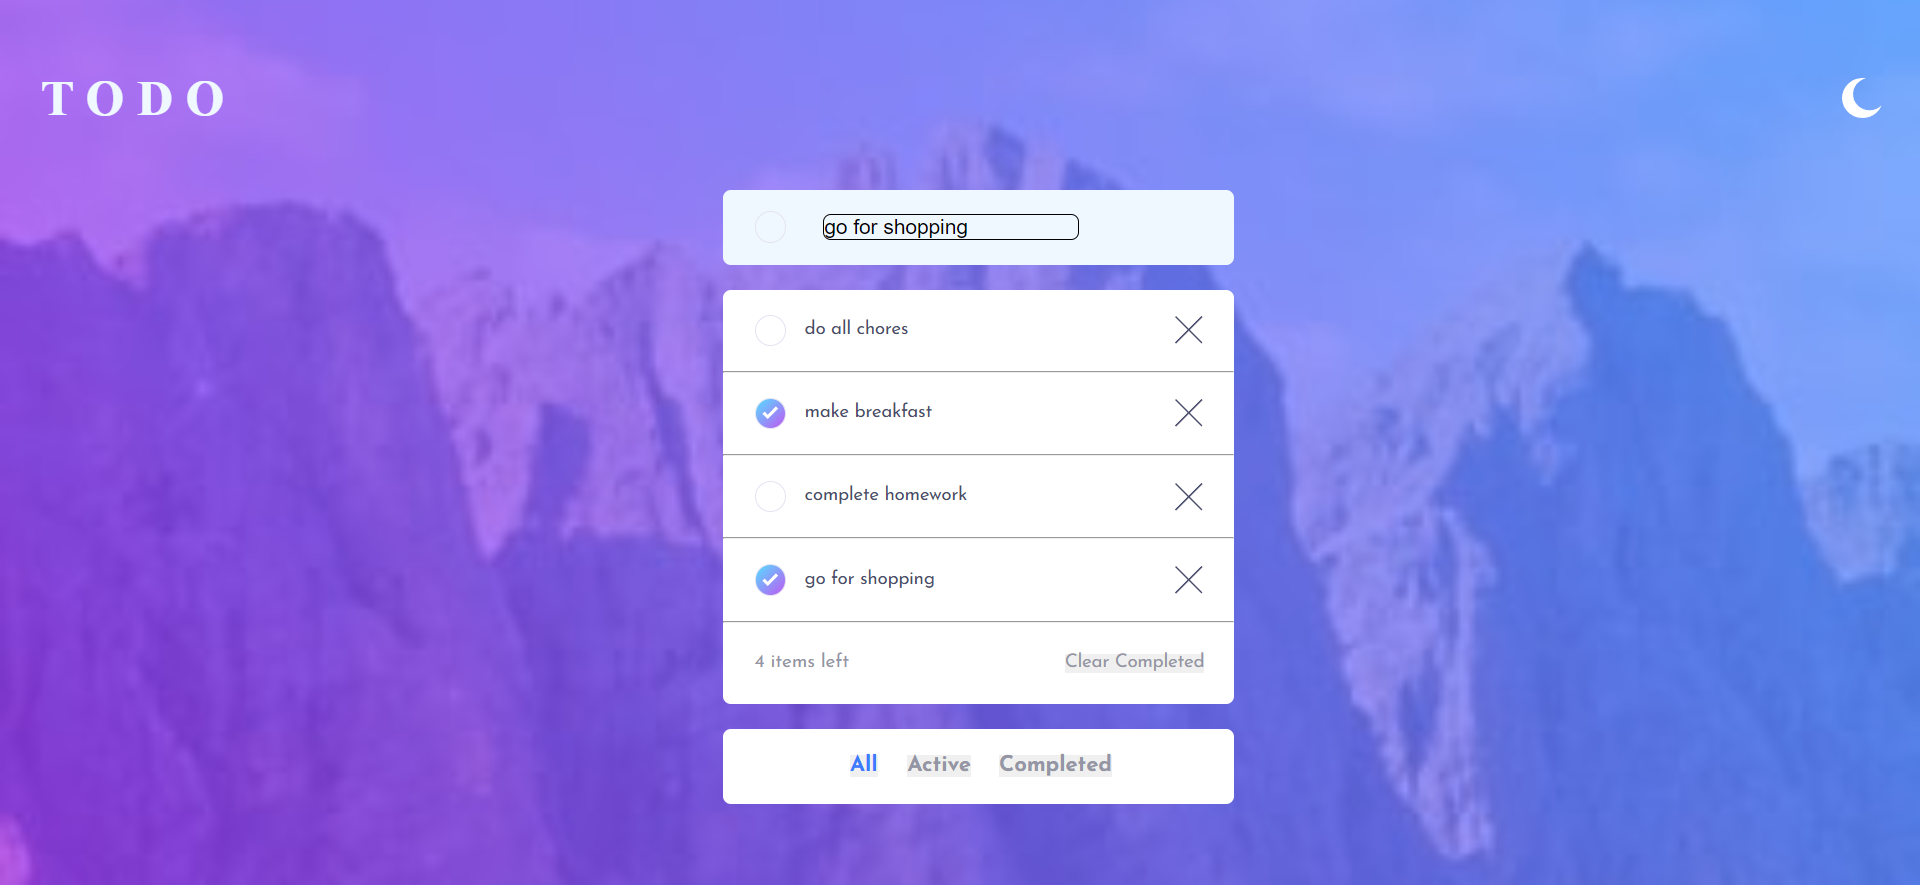 TODO
go for shopping
do all chores
make breakfast
complete homework
go for shopping
4 items left Clear Completed
All Active Completed